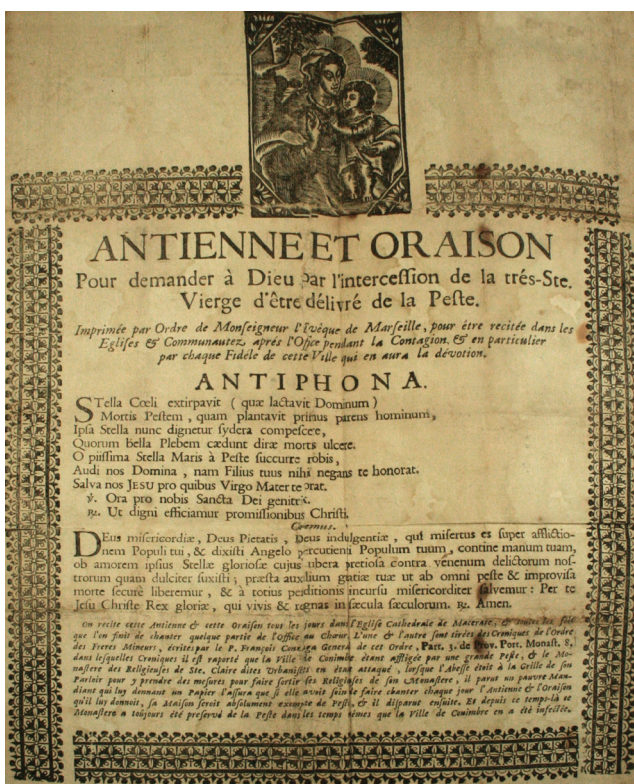 ANTIENNE ET ORAISON
Pour demander à Dieu par l'intercession de la trés-Ste.
Vierge d'être délivré de la Peste.
Imprimée par Ordre de Monseigneur l'Evêque de Marseille, pour être recitée dans les
Eglises & Communautez aprés l'Office pendant la Contagion, & en particulier
par chaque Fidéle de cette Ville qui en aura la dévotion.
ANTIPHONA.
STella Cœli extirpavit ( quæ lactavit Dominum )
Mortis Pestem, quam plantavit primus parens hominum,
Ipsa Stella nunc dignetur sydera compescere,
Quorum bella Plebem cædunt diræ mortis ulcere.
O piissima Stella Maris à Peste succurre nobis,
Audi nos Domina, nam Filius tuus nihi negans te honorat.
Salva nos JESU pro quibus Virgo Mater te orat.
℣. Ora pro nobis Sancta Dei genitrix.
℟. Ut digni efficiamur promissionibus Christi.
Oremus.
DEus misericordiæ, Deus Pietatis, Deus indulgentiæ, qui misertus es super afflictio-
nem Populi tui, & dixisti Angelo percutienti Populum tuum, contine manum tuam,
ob amorem ipsius Stellæ gloriosæ cujus ubera pretiosa contra venenum delictorum nos-
trorum quam dulciter suxisti; præsta auxilium gratiæ tuæ ut ab omni peste & improvisa
morte securè liberemur, & à totius perditionis incursu misericorditer salvemur: Per te
Jesu Christe Rex gloriæ, qui vivis & regnas in sæcula sæculorum. ℟. Amen.
On recite cette Antienne & cette Oraison tous les jours dans l'Eglise Cathedrale de Macerate, & toutes les fois
que l'on finit de chanter quelque partie de l'Office au Chœur. L'une & l'autre sont tirées des Croniques de l'Ordre
des Freres Mineurs, écrites par le P. François Gonzaga General de cet Ordre, Part. 3. de Prov. Port. Monast. 8,
dans lesquelles Croniques il est raporté que la Ville de Conimbre étant affligée par une grande Peste, & le Mo-
nastere des Religieuses de Ste. Claire dites Urbanistes en étant attaqué, lorsque l'Abesse étoit à la Grille de son
Parloir pour y prendre des mesures pour faire sortir ses Religieuses de son Monastere, il parut un pauvre Man-
diant qui luy donnant un Papier l'assura que si elle avoit soin de faire chanter chaque jour l'Antienne & l'Oraison
qu'il luy donnoit, sa Maison seroit absolument exempte de Peste, & il disparut ensuite. Et depuis ce temps-là ce
Monastere a toûjours été preservé de la Peste dans les temps mêmes que la Ville de Conimbre en a été infectée.